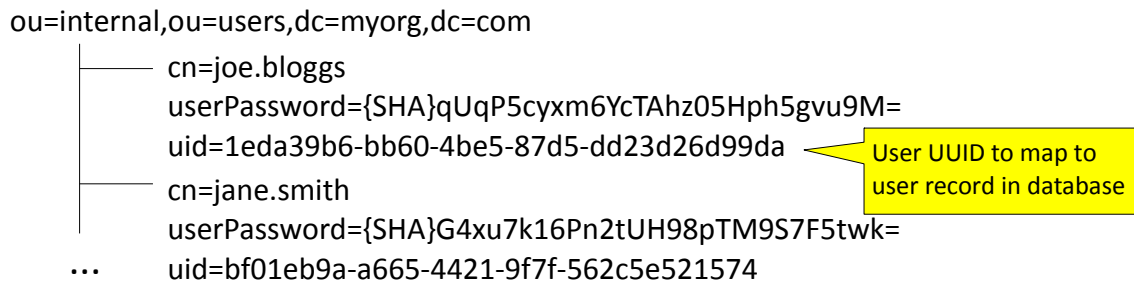 ou=internal,ou=users,dc=myorg,dc=com
cn=joe.bloggs
userPassword={SHA}qUqP5cyxm6YcTAhz05Hph5gvu9M=
uid=1eda39b6-bb60-4be5-87d5-dd23d26d99da
User UUID to map to
user record in database
cn=jane.smith
userPassword={SHA}G4xu7k16Pn2tUH98pTM9S7F5twk=
... uid=bf01eb9a-a665-4421-9f7f-562c5e521574